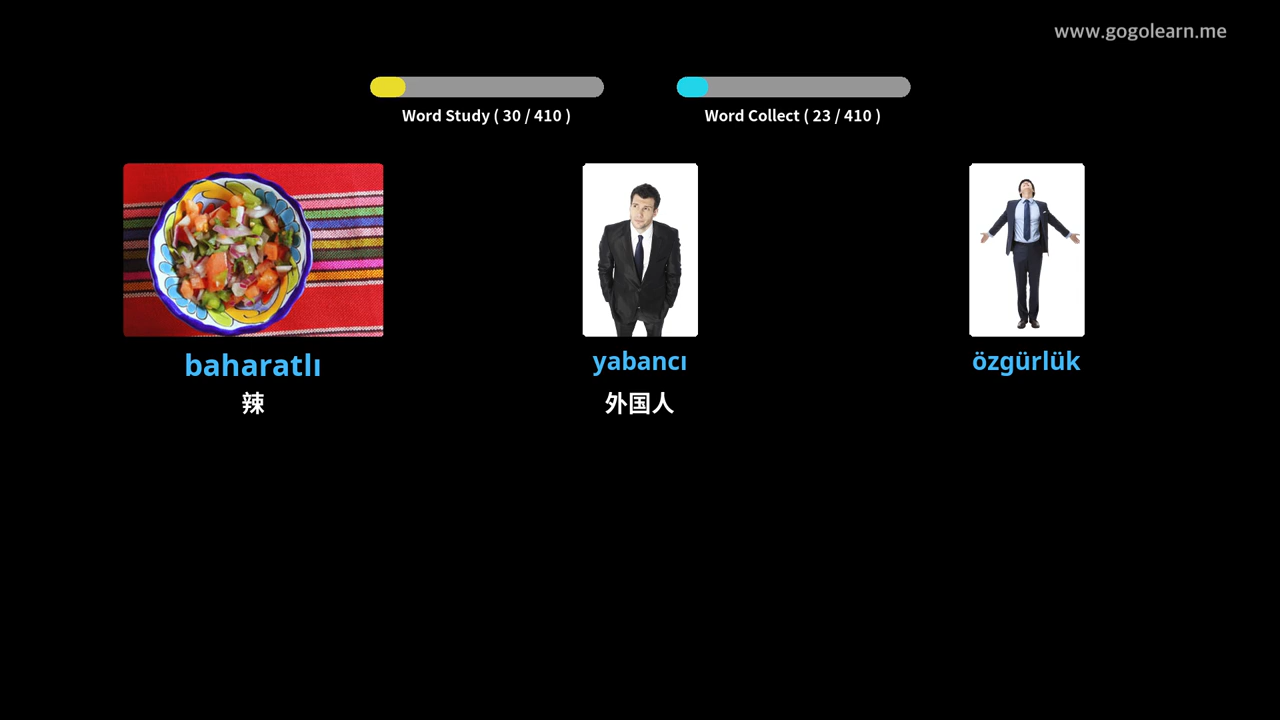 www.gogolearn.me
Word Study ( 30 / 410 )
Word Collect ( 23 / 410 )
baharatlı
辣
yabancı
外国人
özgürlük